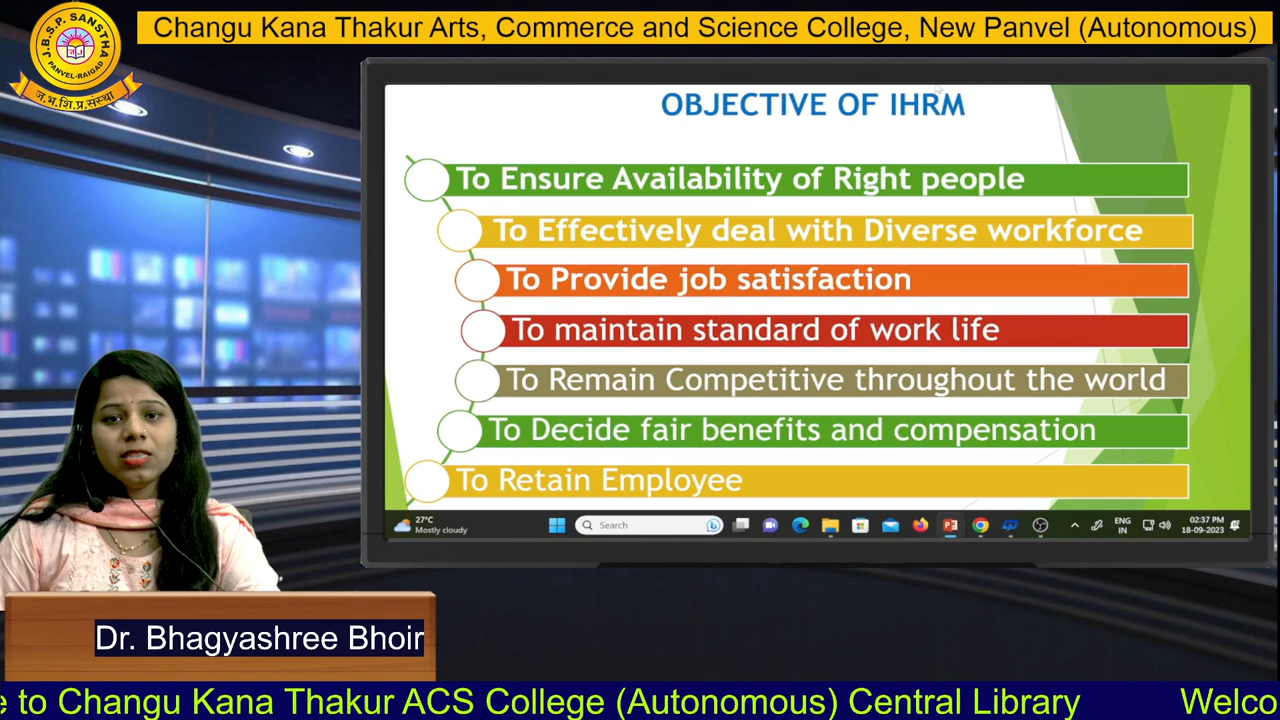 Changu Kana Thakur Arts, Commerce and Science College, New Panvel (Autonomous)
J.B.S.P. SANSTHA
PANVEL-RAIGAD
ज.भ.शि.प्र.संस्था
OBJECTIVE OF IHRM
To Ensure Availability of Right people
To Effectively deal with Diverse workforce
To Provide job satisfaction
To maintain standard of work life
To Remain Competitive throughout the world
To Decide fair benefits and compensation
To Retain Employee
27°C
Mostly cloudy
Search
ENG
IN
02:37 PM
18-09-2023
Dr. Bhagyashree Bhoir
e to Changu Kana Thakur ACS College (Autonomous) Central Library Welco